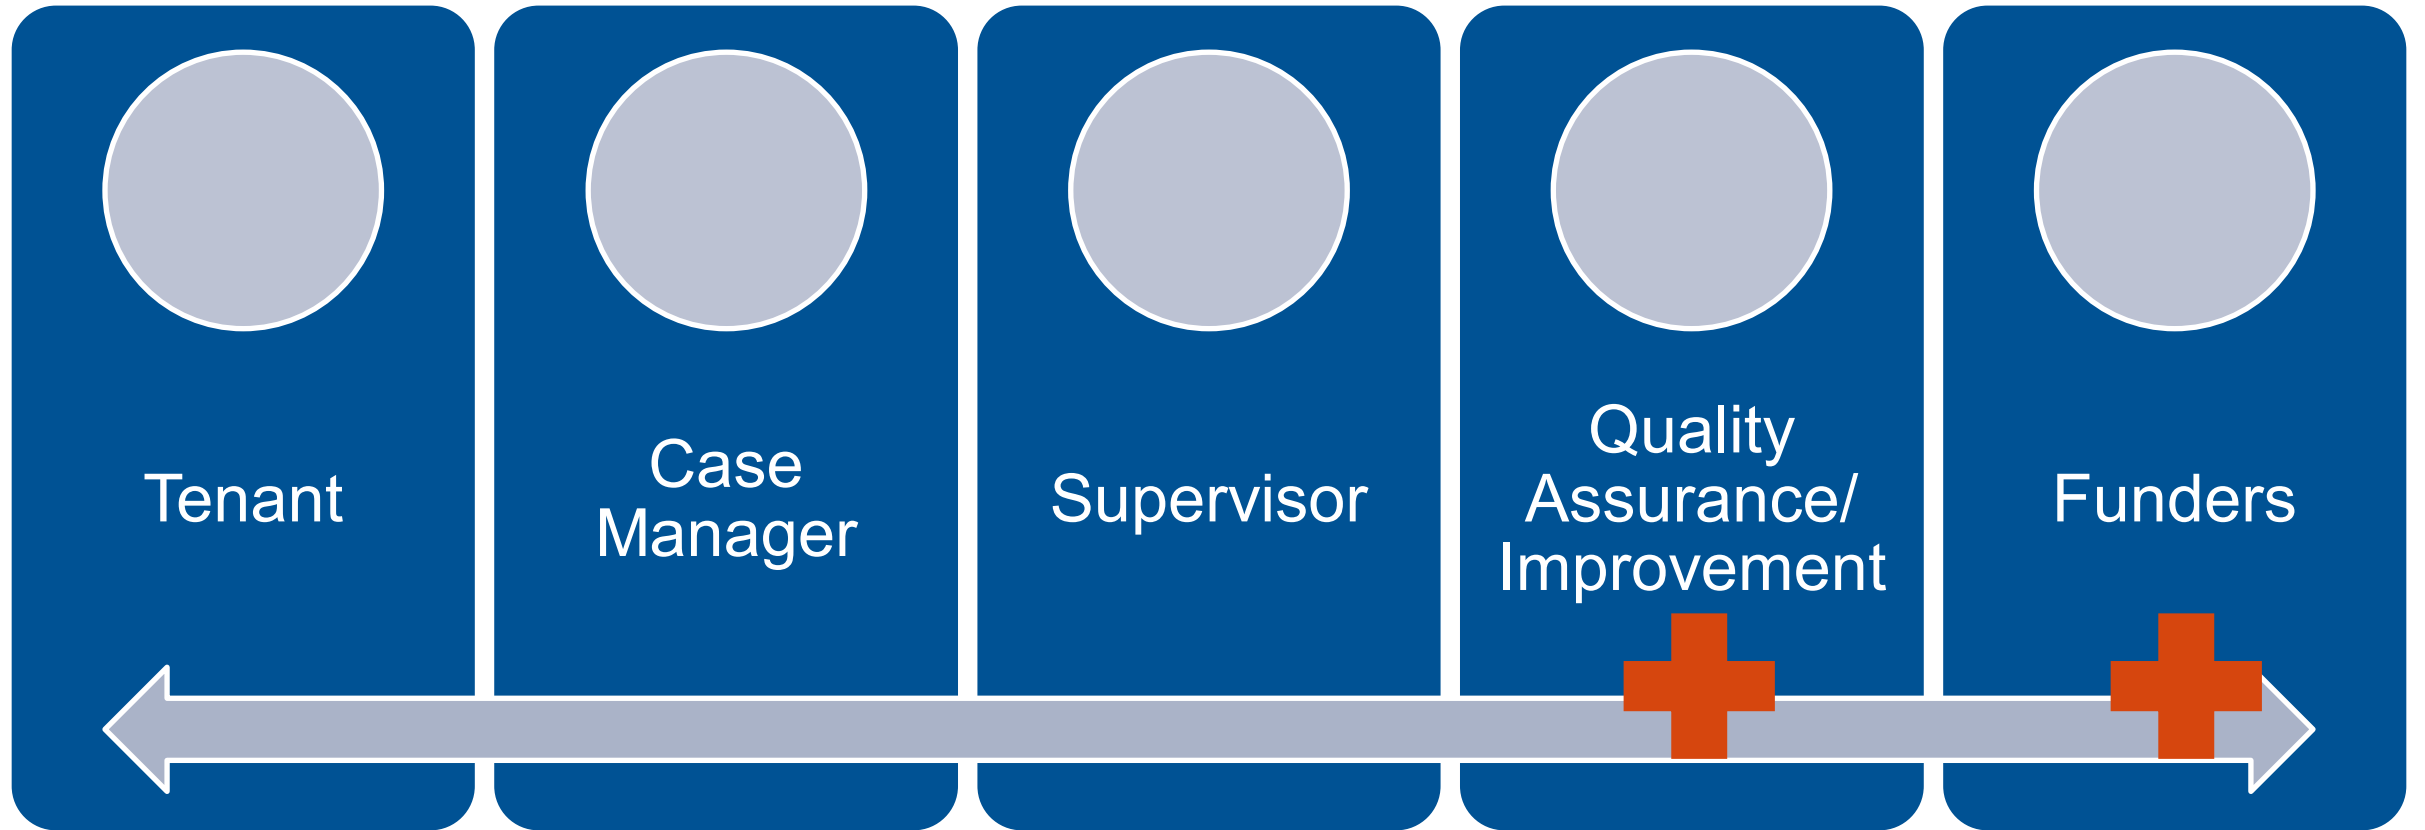 Tenant
Case
Manager
Supervisor
Quality
Assurance/
Improvement
Funders